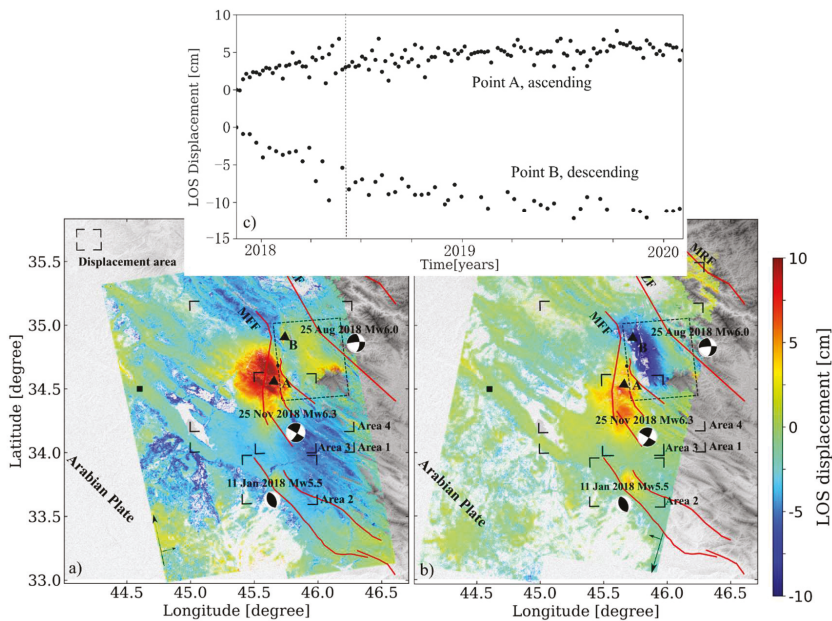 10
5
0
0
−5
−10
−15
LOS Displacement [cm]
Point A, ascending
Point B, descending
c)
2018
2019
2020
Time[years]
Displacement area
MFF
25 Aug 2018 Mw6.0
B
A
25 Nov 2018 Mw6.3
Area 4
Area 3
Area 1
11 Jan 2018 Mw5.5
Area 2
Arabian Plate
a)
35.5
35.0
34.5
34.0
33.5
33.0
Latitude [degree]
44.5
45.0
45.5
46.0
46.5
Longitude [degree]
MRF
ZF
MFF
25 Aug 2018 Mw6.0
B
A
25 Nov 2018 Mw6.3
Area 4
Area 3
Area 1
11 Jan 2018 Mw5.5
Area 2
Arabian Plate
b)
44.5
45.0
45.5
46.0
46.5
Longitude [degree]
10
5
0
-5
-10
LOS displacement [cm]